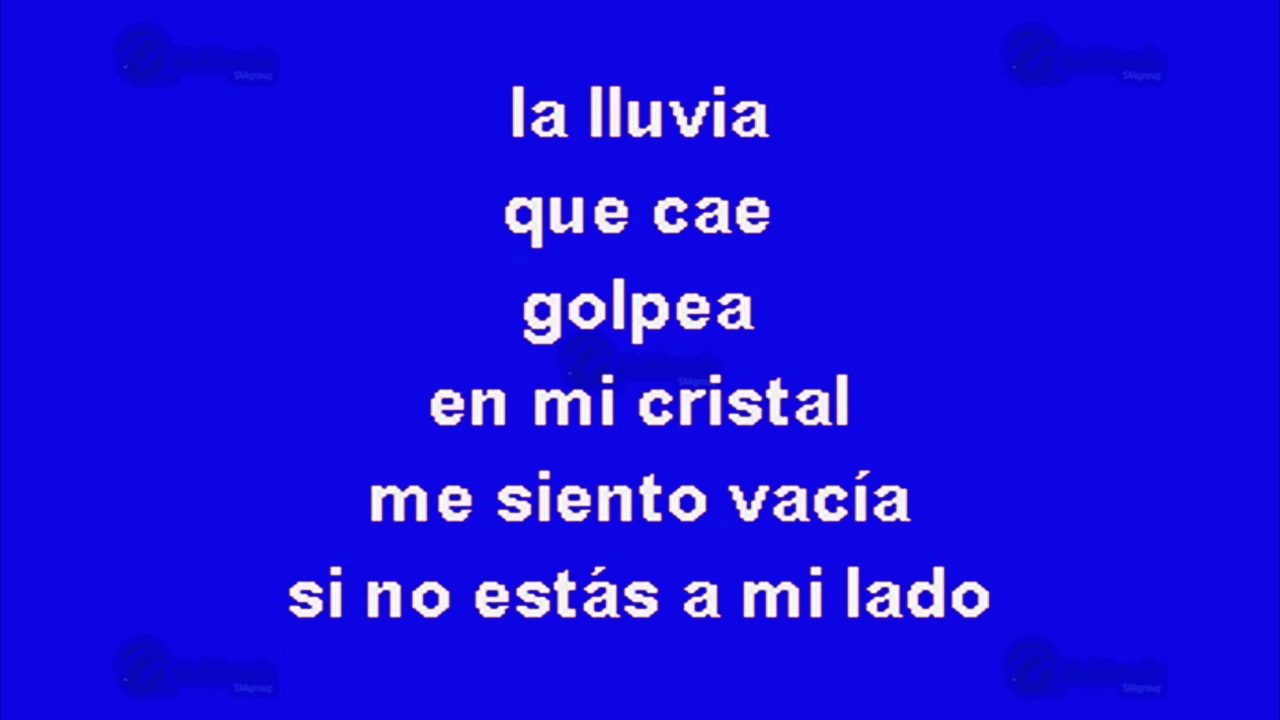 la lluvia
que cae
golpea
en mi cristal
me siento vacía
si no estás a mi lado